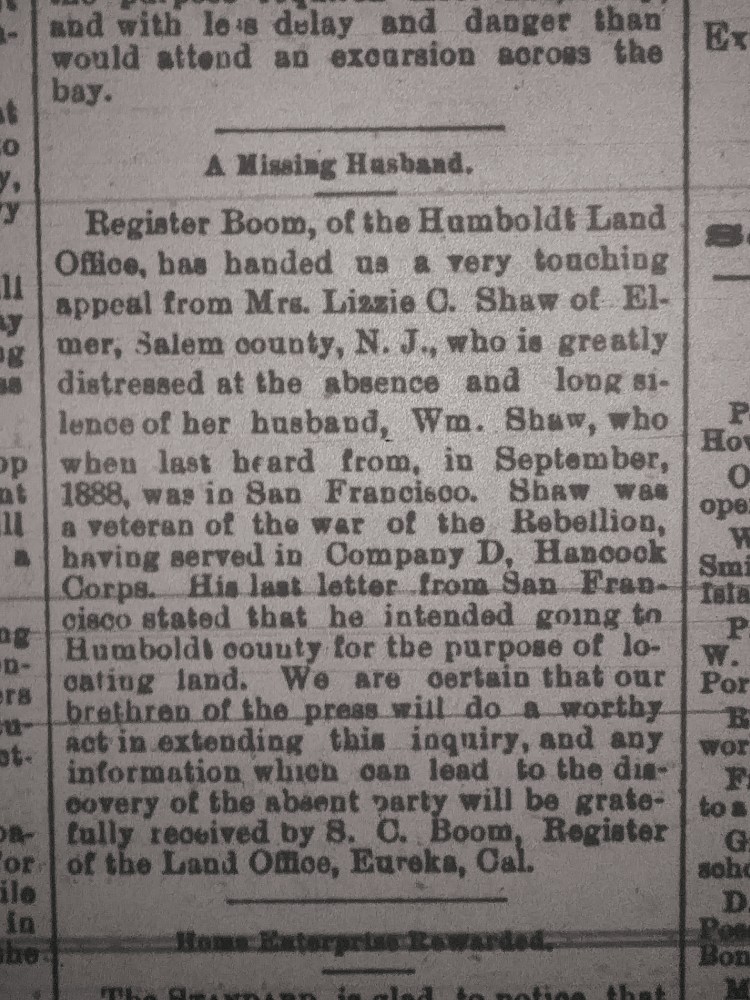 and with less delay and danger than
would attend an excursion across the
bay.
A Missing Husband.
Register Boom, of the Humboldt Land
Office, has handed us a very touching
appeal from Mrs. Lizzie C. Shaw of El-
mer, Salem county, N. J., who is greatly
distressed at the absence and long si-
lence of her husband, Wm. Shaw, who
when last heard from, in September,
1888, was in San Francisco. Shaw was
a veteran of the war of the Rebellion,
having served in Company D, Hancock
Corps. His last letter from San Fran-
cisco stated that he intended going to
Humboldt county for the purpose of lo-
cating land. We are certain that our
brethren of the press will do a worthy
act in extending this inquiry, and any
information which can lead to the dis-
covery of the absent party will be grate-
fully received by S. C. Boom, Register
of the Land Office, Eureka, Cal.
Home Enterprise Rewarded.
The STANDARD is glad to notice that